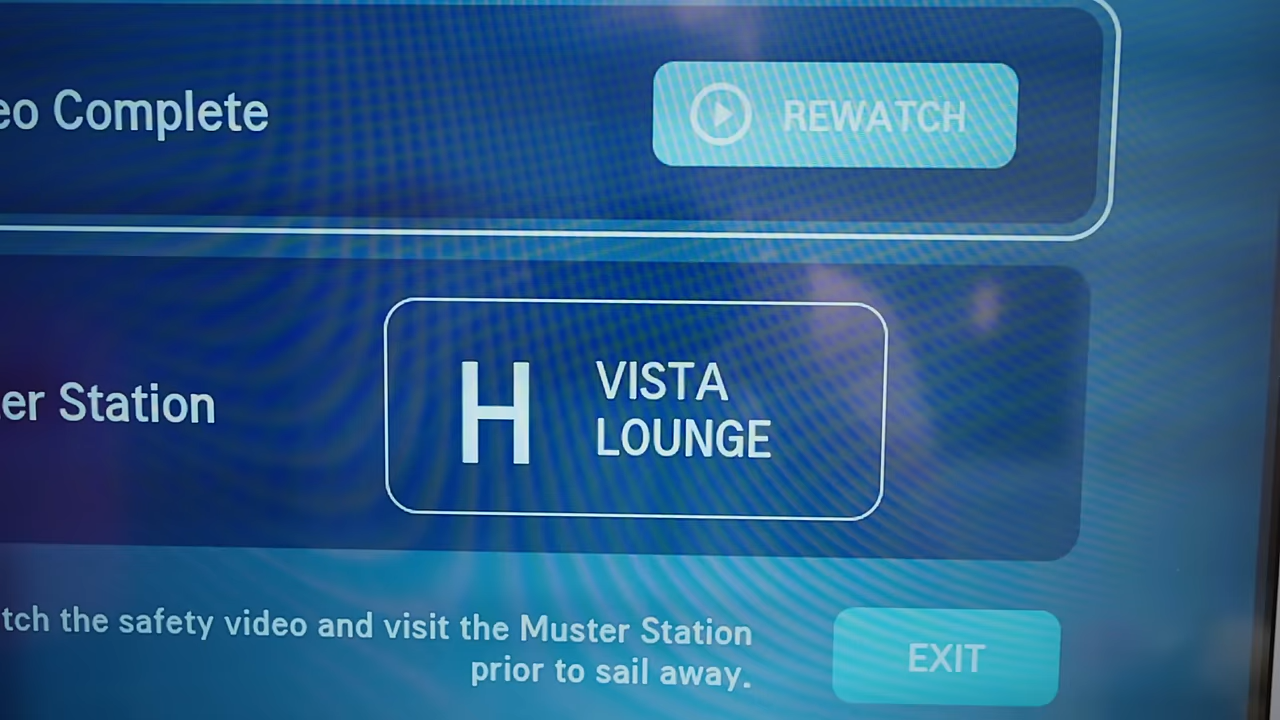 eo Complete
REWATCH
er Station
H
VISTA
LOUNGE
tch the safety video and visit the Muster Station
prior to sail away.
EXIT